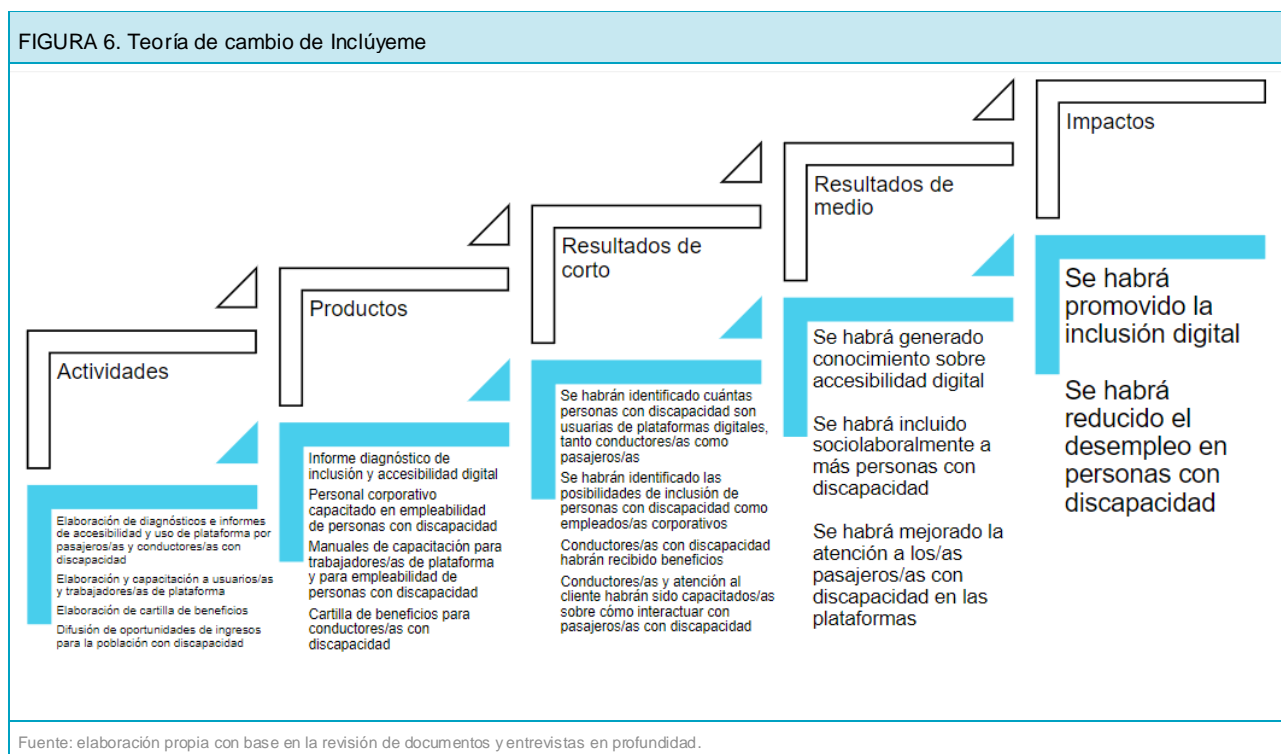 FIGURA 6. Teoría de cambio de Inclúyeme
Actividades
Elaboración de diagnósticos e informes
de accesibilidad y uso de plataforma por
pasajeros/as y conductores/as con
discapacidad
Elaboración y capacitación a usuarios/as
y trabajadores/as de plataforma
Elaboración de cartilla de beneficios
Difusión de oportunidades de ingresos
para la población con discapacidad
Productos
Informe diagnóstico de
inclusión y accesibilidad digital
Personal corporativo
capacitado en empleabilidad
de personas con discapacidad
Manuales de capacitación para
trabajadores/as de plataforma
y para empleabilidad de
personas con discapacidad
Cartilla de beneficios para
conductores/as con
discapacidad
Resultados de
corto
Se habrán identificado cuántas
personas con discapacidad son
usuarias de plataformas digitales,
tanto conductores/as como
pasajeros/as
Se habrán identificado las
posibilidades de inclusión de
personas con discapacidad como
empleados/as corporativos
Conductores/as con discapacidad
habrán recibido beneficios
Conductores/as y atención al
cliente habrán sido capacitados/as
sobre cómo interactuar con
pasajeros/as con discapacidad
Resultados de
medio
Se habrá generado
conocimiento sobre
accesibilidad digital
Se habrá incluido
sociolaboralmente a
más personas con
discapacidad
Se habrá mejorado la
atención a los/as
pasajeros/as con
discapacidad en las
plataformas
Impactos
Se habrá
promovido la
inclusión digital
Se habrá
reducido el
desempleo en
personas con
discapacidad
Fuente: elaboración propia con base en la revisión de documentos y entrevistas en profundidad.